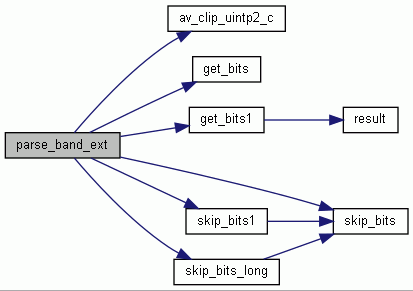 av_clip_uintp2_c
get_bits
get_bits1
result
parse_band_ext
skip_bits1
skip_bits
skip_bits_long